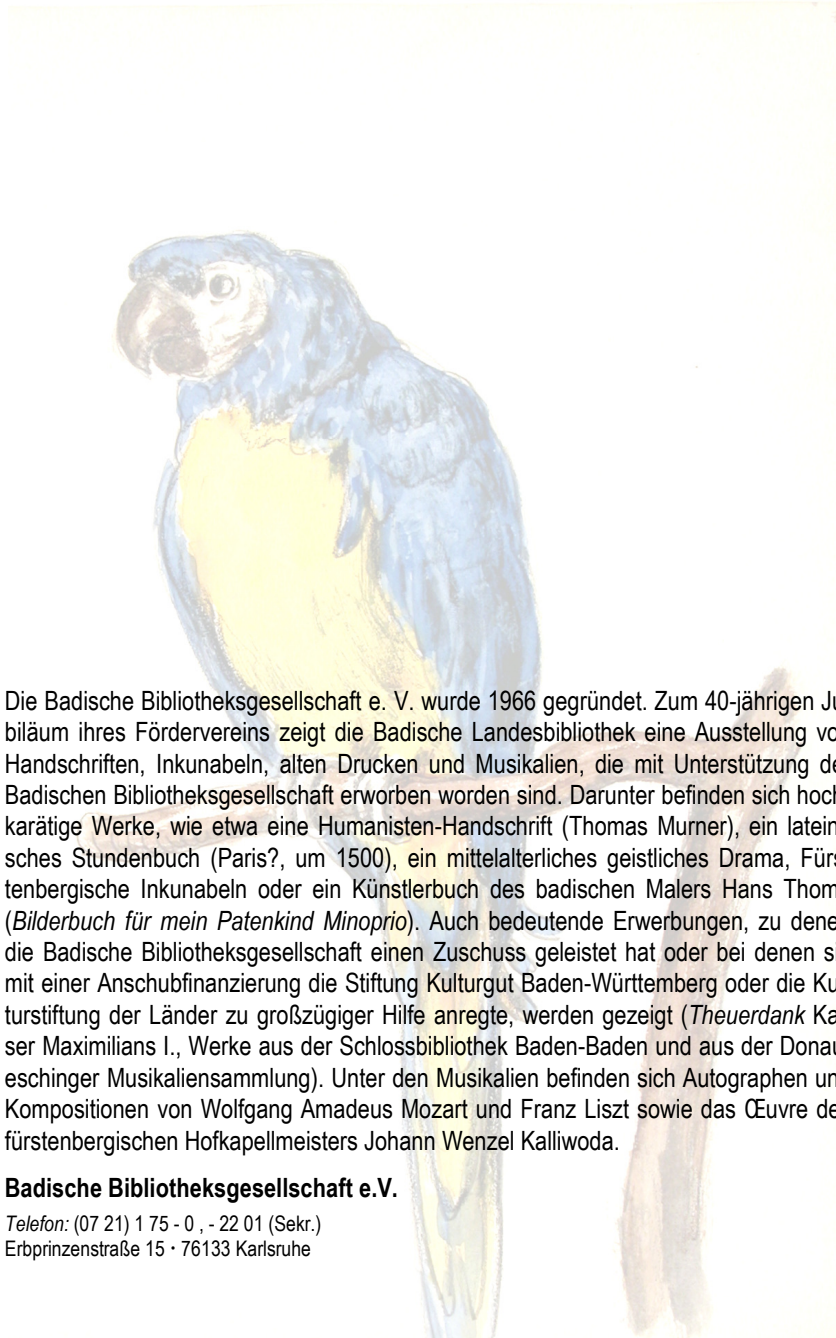 Die Badische Bibliotheksgesellschaft e. V. wurde 1966 gegründet. Zum 40-jährigen Ju
biläum ihres Fördervereins zeigt die Badische Landesbibliothek eine Ausstellung vo
Handschriften, Inkunabeln, alten Drucken und Musikalien, die mit Unterstützung de
Badischen Bibliotheksgesellschaft erworben worden sind. Darunter befinden sich hoch
karätige Werke, wie etwa eine Humanisten-Handschrift (Thomas Murner), ein latein
sches Stundenbuch (Paris?, um 1500), ein mittelalterliches geistliches Drama, Fürs
tenbergische Inkunabeln oder ein Künstlerbuch des badischen Malers Hans Thom
(Bilderbuch für mein Patenkind Minoprio). Auch bedeutende Erwerbungen, zu dene
die Badische Bibliotheksgesellschaft einen Zuschuss geleistet hat oder bei denen si
mit einer Anschubfinanzierung die Stiftung Kulturgut Baden-Württemberg oder die Ku
turstiftung der Länder zu großzügiger Hilfe anregte, werden gezeigt (Theuerdank Ka
ser Maximilians I., Werke aus der Schlossbibliothek Baden-Baden und aus der Donau
eschinger Musikaliensammlung). Unter den Musikalien befinden sich Autographen un
Kompositionen von Wolfgang Amadeus Mozart und Franz Liszt sowie das Œuvre de
fürstenbergischen Hofkapellmeisters Johann Wenzel Kalliwoda.
Badische Bibliotheksgesellschaft e.V.
Telefon: (07 21) 1 75 - 0 , - 22 01 (Sekr.)
Erbprinzenstraße 15 · 76133 Karlsruhe